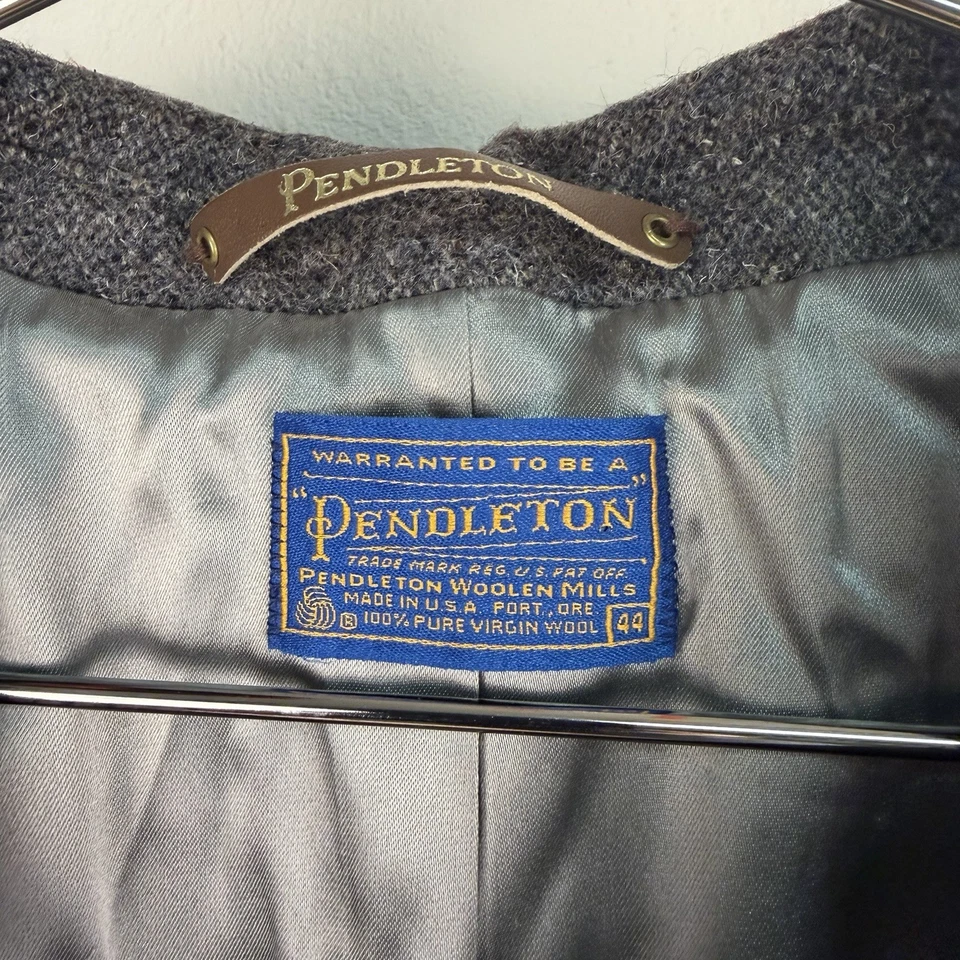 PENDLETON
WARRANTED TO BE A
"PENDLETON"
TRADE MARK REG. U.S. PAT OFF.
PENDLETON WOOLEN MILLS
MADE IN U.S.A. PORT., ORE
® 100% PURE VIRGIN WOOL 44